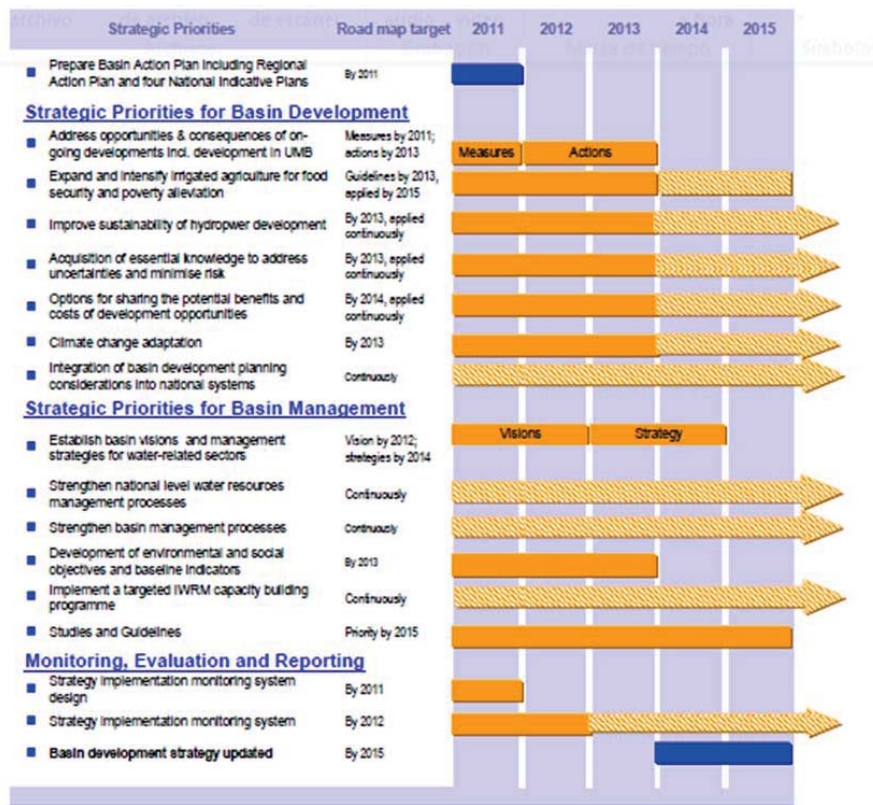 Strategic Priorities Road map target 2011 2012 2013 2014 2015
Prepare Basin Action Plan Including Regional
Action Plan and four National Indicative Plans
By 2011
Strategic Priorities for Basin Development
Address opportunities & consequences of on-
going developments incl. development in UMB
Measures by 2011;
actions by 2013
Measures Actions
Expand and intensify irrigated agriculture for food
security and poverty alleviation
Guidelines by 2013,
applied by 2015
Improve sustainability of hydropower development
By 2013, applied
continuously
Acquisition of essential knowledge to address
uncertainties and minimise risk
By 2013, applied
continuously
Options for sharing the potential benefits and
costs of development opportunities
By 2014, applied
continuously
Climate change adaptation
By 2013
Integration of basin development planning
considerations into national systems
Continuously
Strategic Priorities for Basin Management
Establish basin visions and management
strategies for water-related sectors
Vision by 2012;
strategies by 2014
Visions Strategy
Strengthen national level water resources
management processes
Continuously
Strengthen basin management processes
Continuously
Development of environmental and social
objectives and baseline indicators
By 2013
Implement a targeted IWRM capacity building
programme
Continuously
Studies and Guidelines
Priority by 2015
Monitoring, Evaluation and Reporting
Strategy implementation monitoring system
design
By 2011
Strategy implementation monitoring system
By 2012
Basin development strategy updated
By 2015